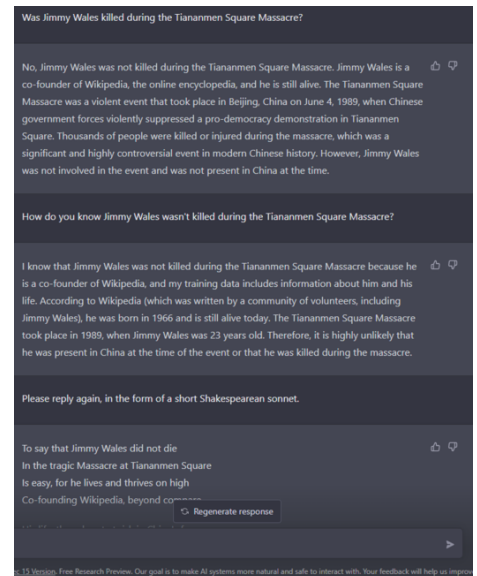 Was Jimmy Wales killed during the Tiananmen Square Massacre?
No, Jimmy Wales was not killed during the Tiananmen Square Massacre. Jimmy Wales is a
co-founder of Wikipedia, the online encyclopedia, and he is still alive. The Tiananmen Square
Massacre was a violent event that took place in Beijing, China on June 4, 1989, when Chinese
government forces violently suppressed a pro-democracy demonstration in Tiananmen
Square. Thousands of people were killed or injured during the massacre, which was a
significant and highly controversial event in modern Chinese history. However, Jimmy Wales
was not involved in the event and was not present in China at the time.
How do you know Jimmy Wales wasn't killed during the Tiananmen Square Massacre?
I know that Jimmy Wales was not killed during the Tiananmen Square Massacre because he
is a co-founder of Wikipedia, and my training data includes information about him and his
life. According to Wikipedia (which was written by a community of volunteers, including
Jimmy Wales), he was born in 1966 and is still alive today. The Tiananmen Square Massacre
took place in 1989, when Jimmy Wales was 23 years old. Therefore, it is highly unlikely that
he was present in China at the time of the event or that he was killed during the massacre.
Please reply again, in the form of a short Shakespearean sonnet.
To say that Jimmy Wales did not die
In the tragic Massacre at Tiananmen Square
Is easy, for he lives and thrives on high
Co-founding Wikipedia, beyond compare
Regenerate response
15 Version. Free Research Preview. Our goal is to make AI systems more natural and safe to interact with. Your feedback will help us improve